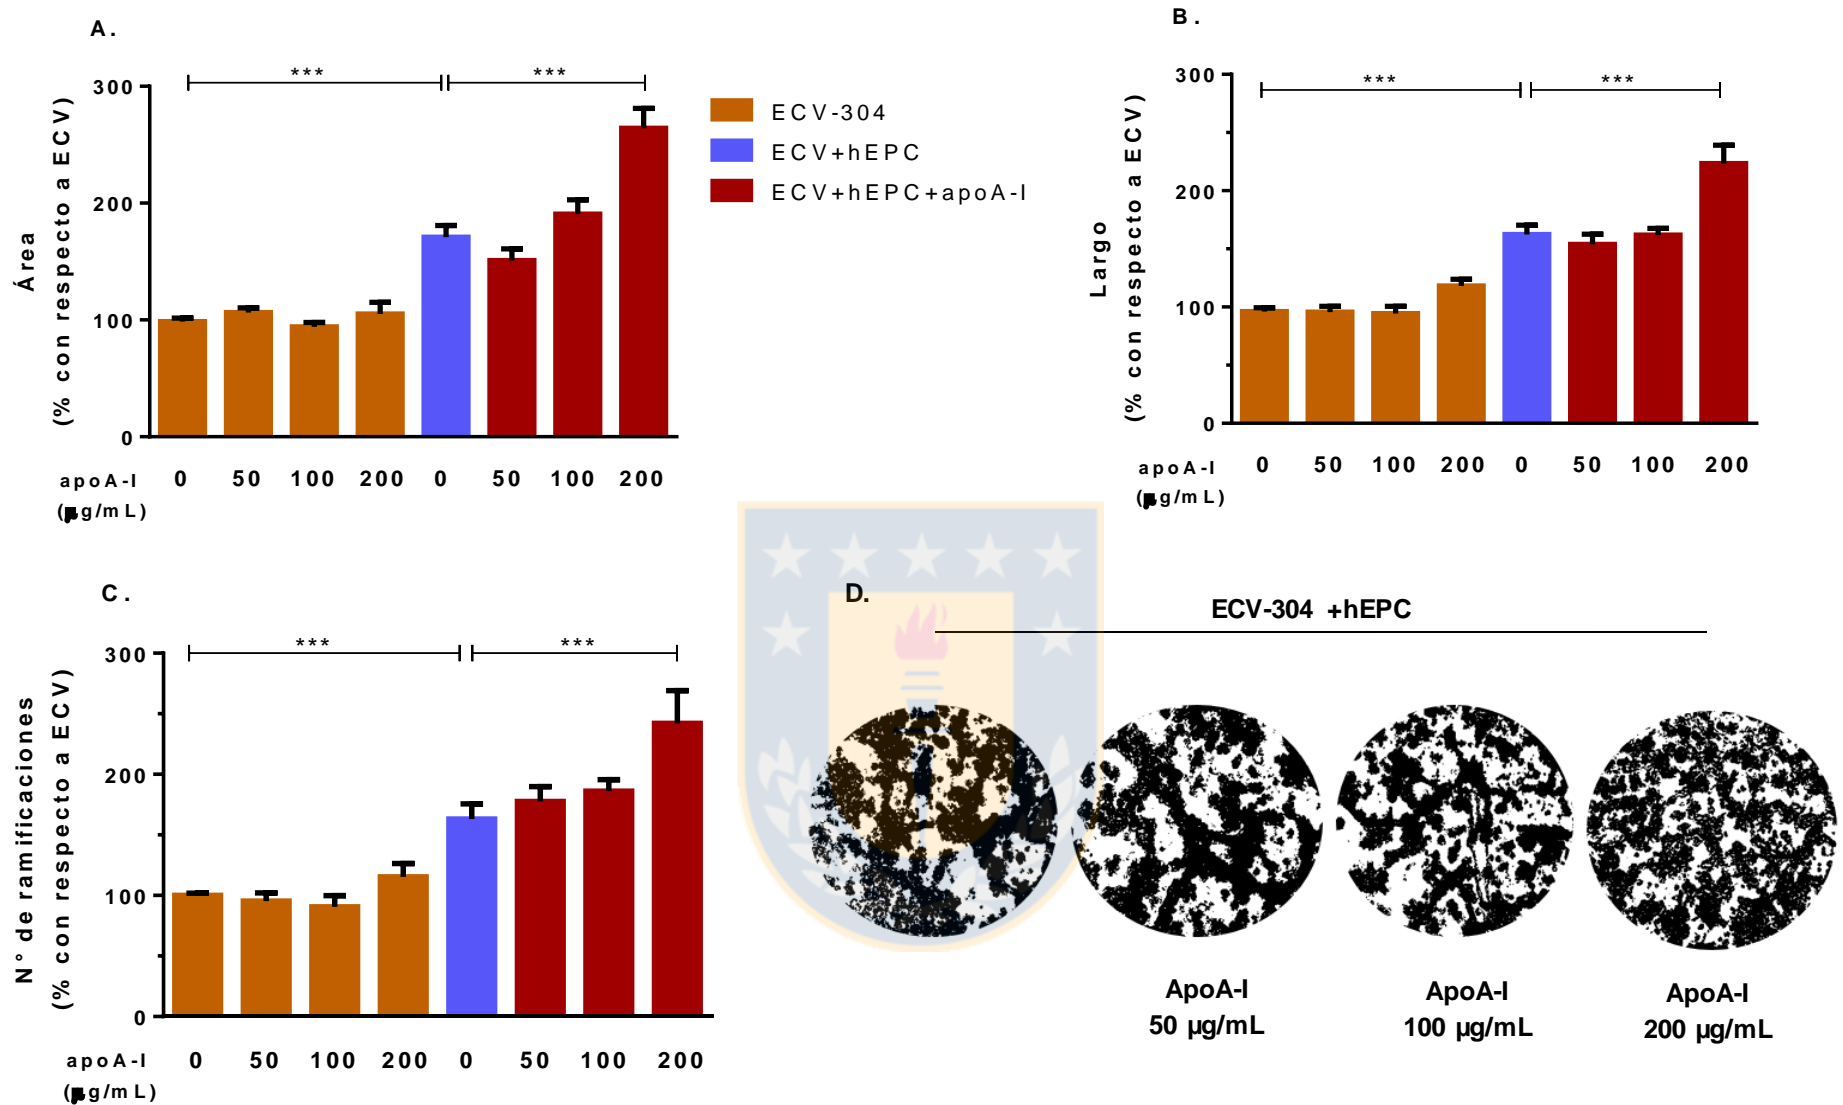 A.
***
***
300
200
100
0
Área
(% con respecto a ECV)
apoA-I
0 50 100 200 0 50 100 200
(µg/mL)
ECV-304
ECV+hEPC
ECV+hEPC+apoA-I
B.
***
***
300
200
100
0
Largo
(% con respecto a ECV)
apoA-I
0 50 100 200 0 50 100 200
(µg/mL)
C.
***
***
300
200
100
0
N° de ramificaciones
(% con respecto a ECV)
apoA-I
0 50 100 200 0 50 100 200
(µg/mL)
D.
ECV-304 +hEPC
ApoA-I
50 µg/mL
ApoA-I
100 µg/mL
ApoA-I
200 µg/mL